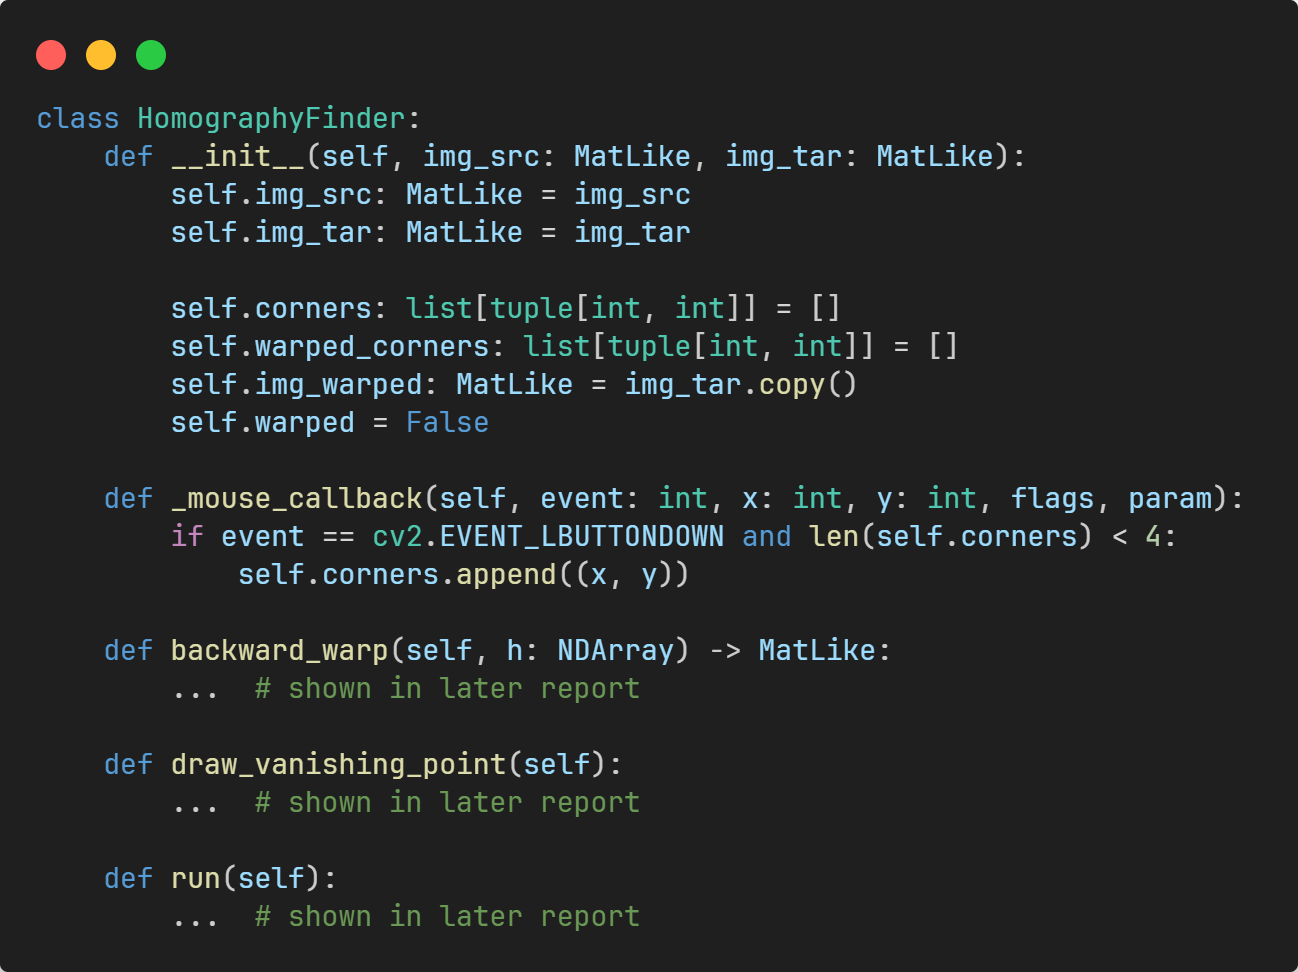 class HomographyFinder:
    def __init__(self, img_src: MatLike, img_tar: MatLike):
        self.img_src: MatLike = img_src
        self.img_tar: MatLike = img_tar

        self.corners: list[tuple[int, int]] = []
        self.warped_corners: list[tuple[int, int]] = []
        self.img_warped: MatLike = img_tar.copy()
        self.warped = False

    def _mouse_callback(self, event: int, x: int, y: int, flags, param):
        if event == cv2.EVENT_LBUTTONDOWN and len(self.corners) < 4:
            self.corners.append((x, y))

    def backward_warp(self, h: NDArray) -> MatLike:
        ...  # shown in later report

    def draw_vanishing_point(self):
        ...  # shown in later report

    def run(self):
        ...  # shown in later report